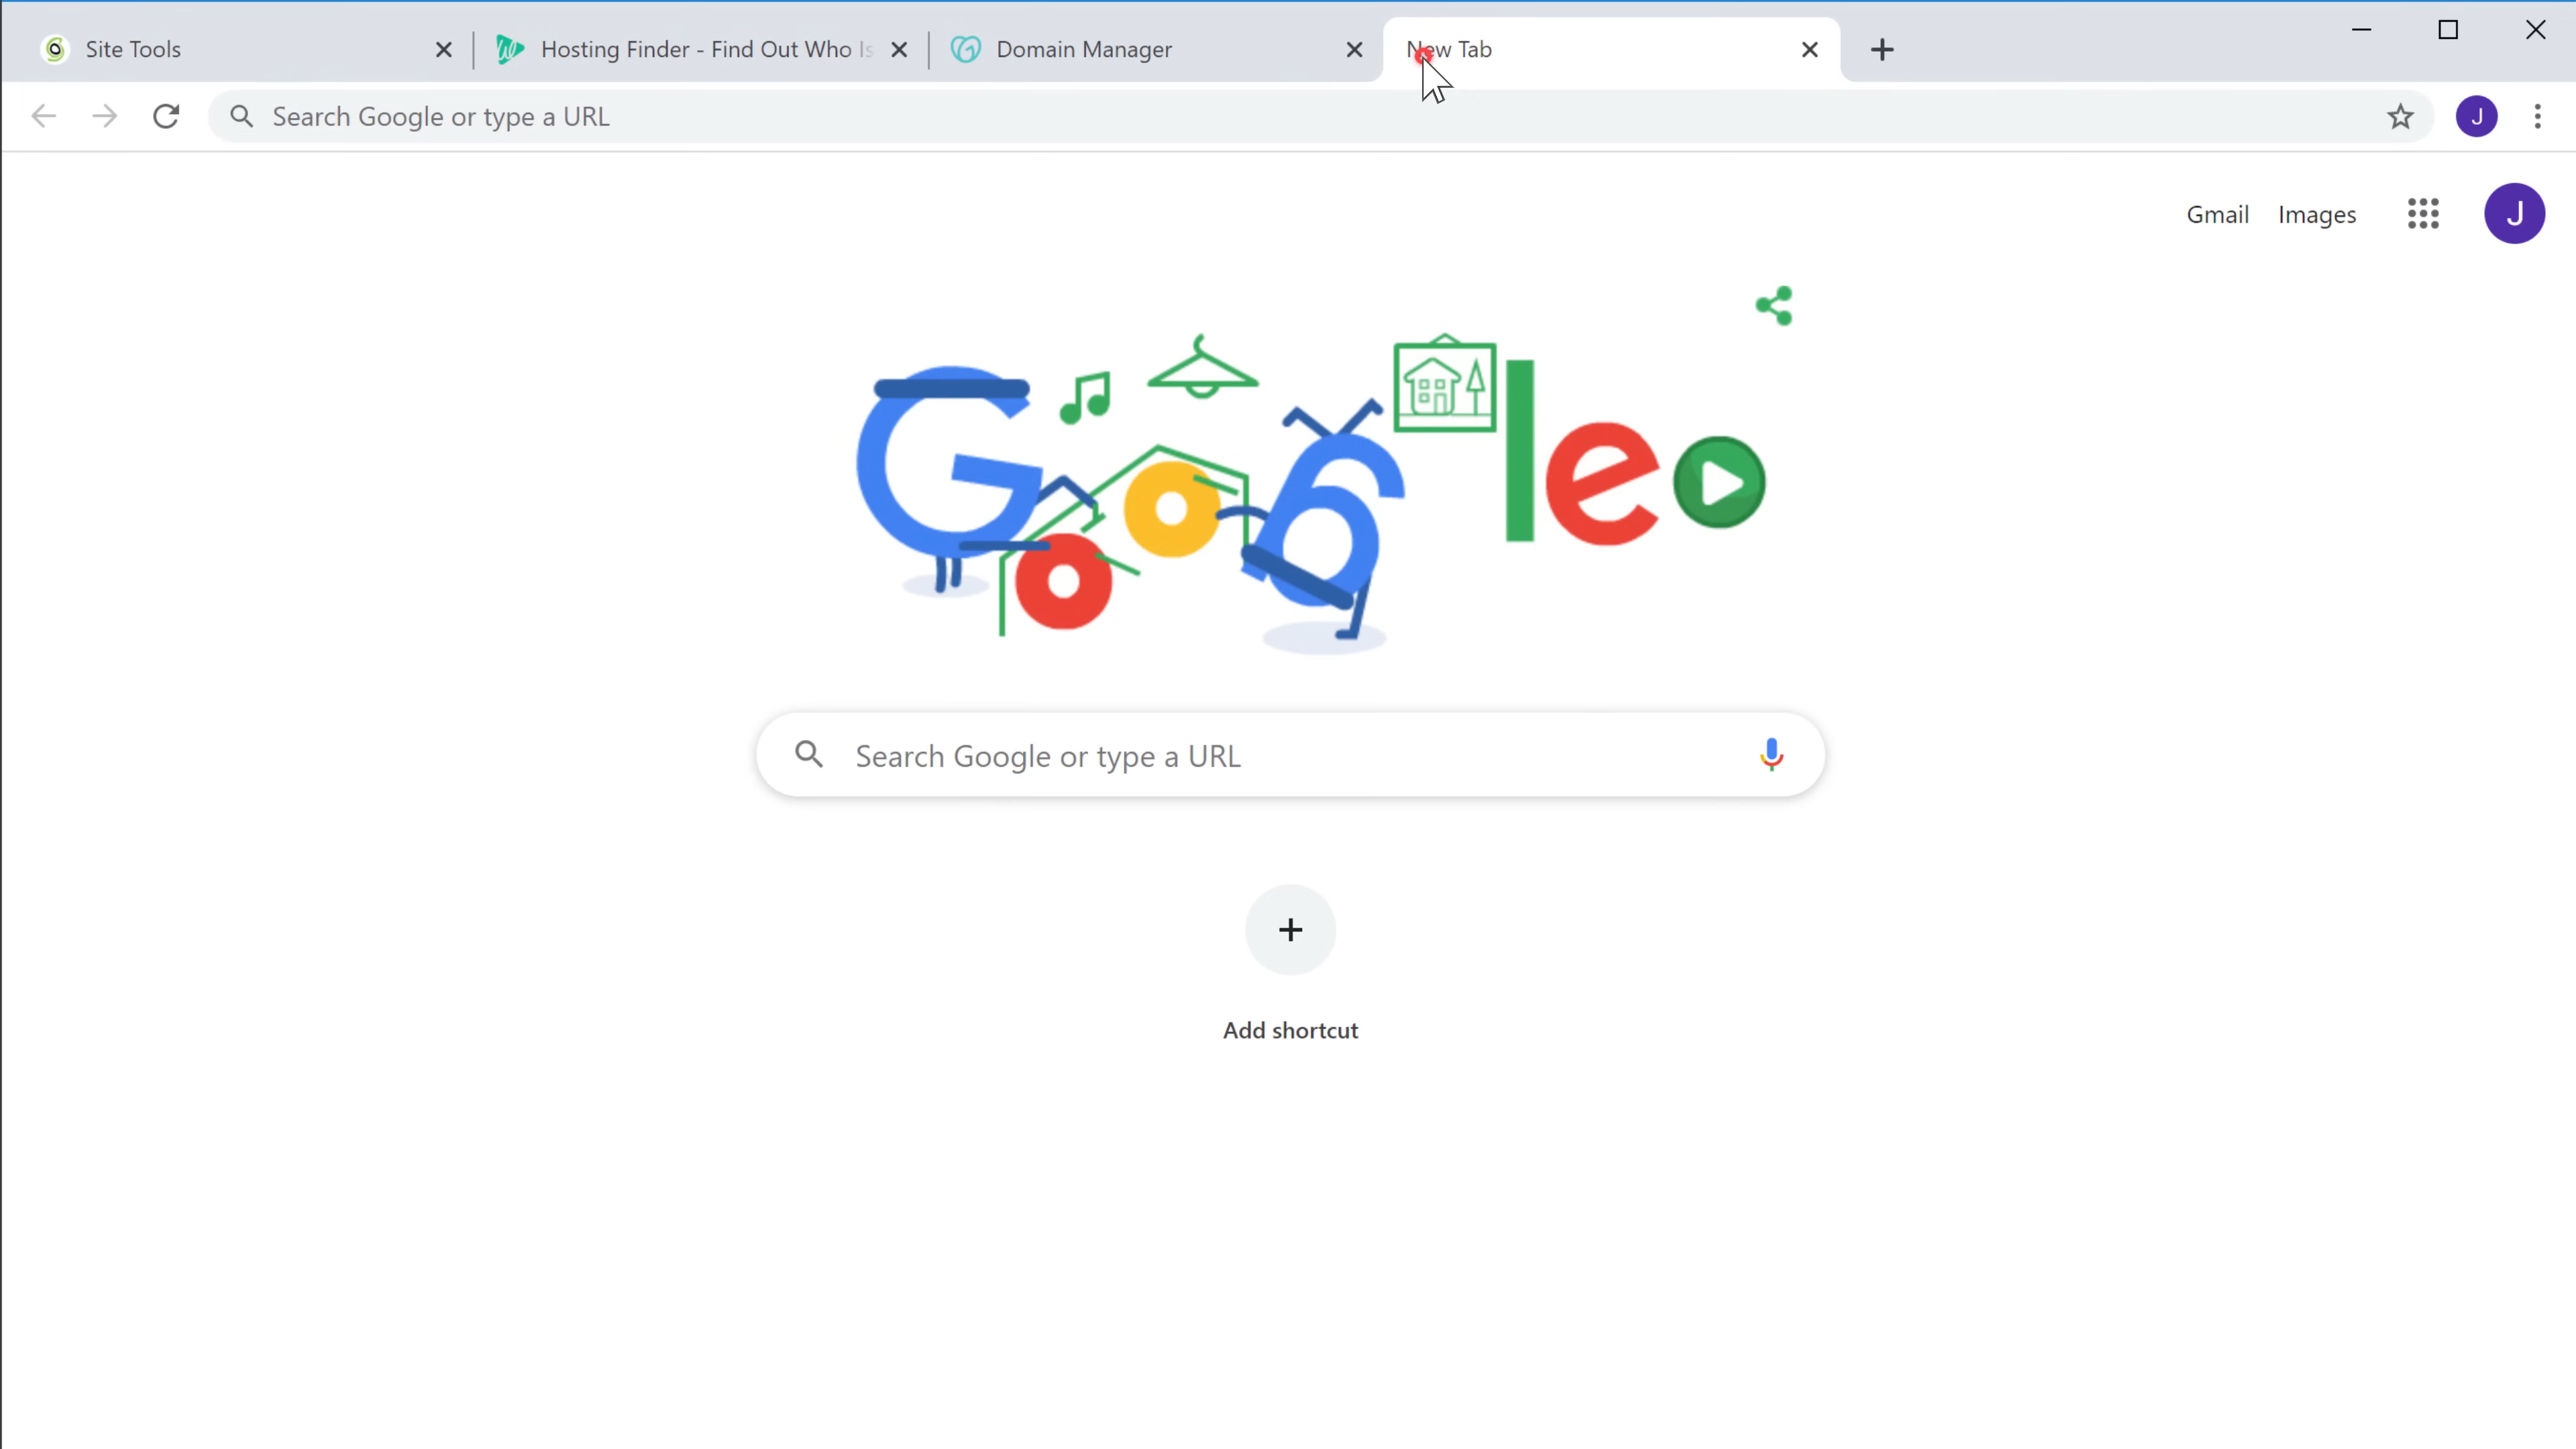 Site Tools
Hosting Finder - Find Out Who Is
Domain Manager
New Tab
Search Google or type a URL
J
Gmail
Images
J
Google
Search Google or type a URL
Add shortcut